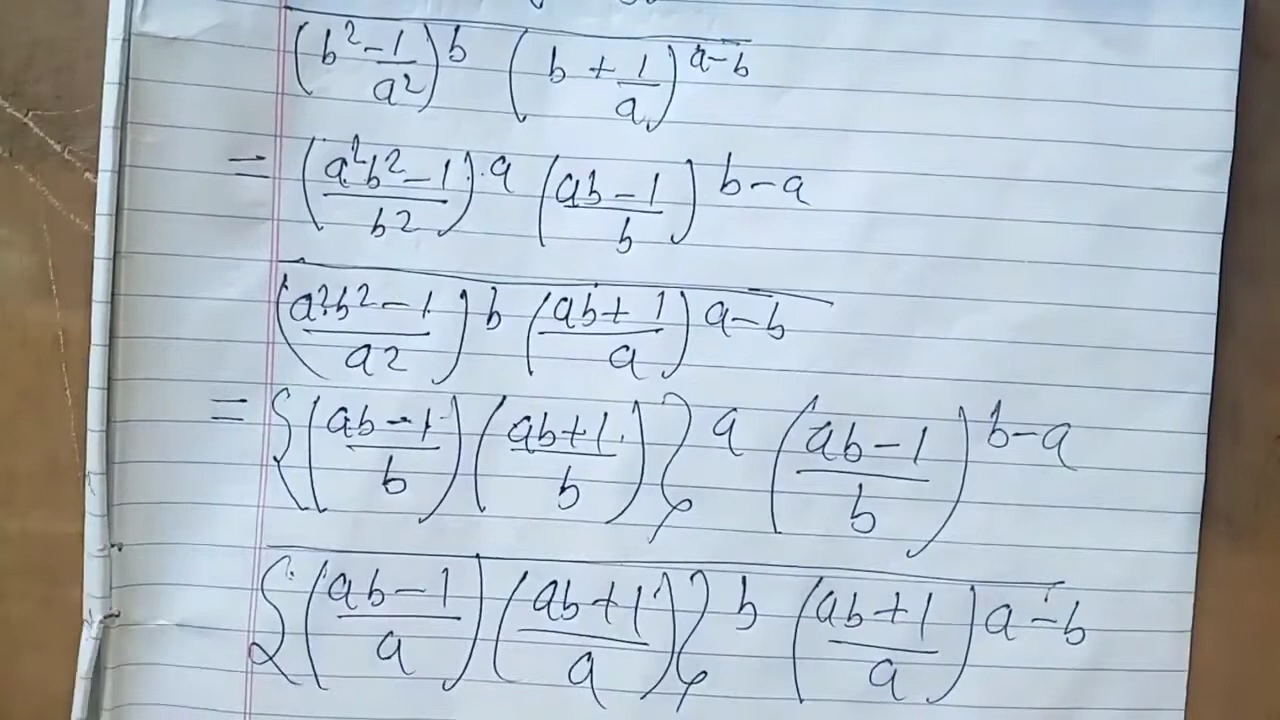 (b² - 1/a²)^b (b + 1/a)^a-b
= (a²b² - 1/b2)^a (ab - 1/b)^b-a
(a²b² - 1/a2)^b (ab + 1/a)^a-b
= {(ab - 1/b)(ab + 1/b)}^a (ab - 1/b)^b-a
{(ab - 1/a)(ab + 1/a)}^b (ab + 1/a)^a-b